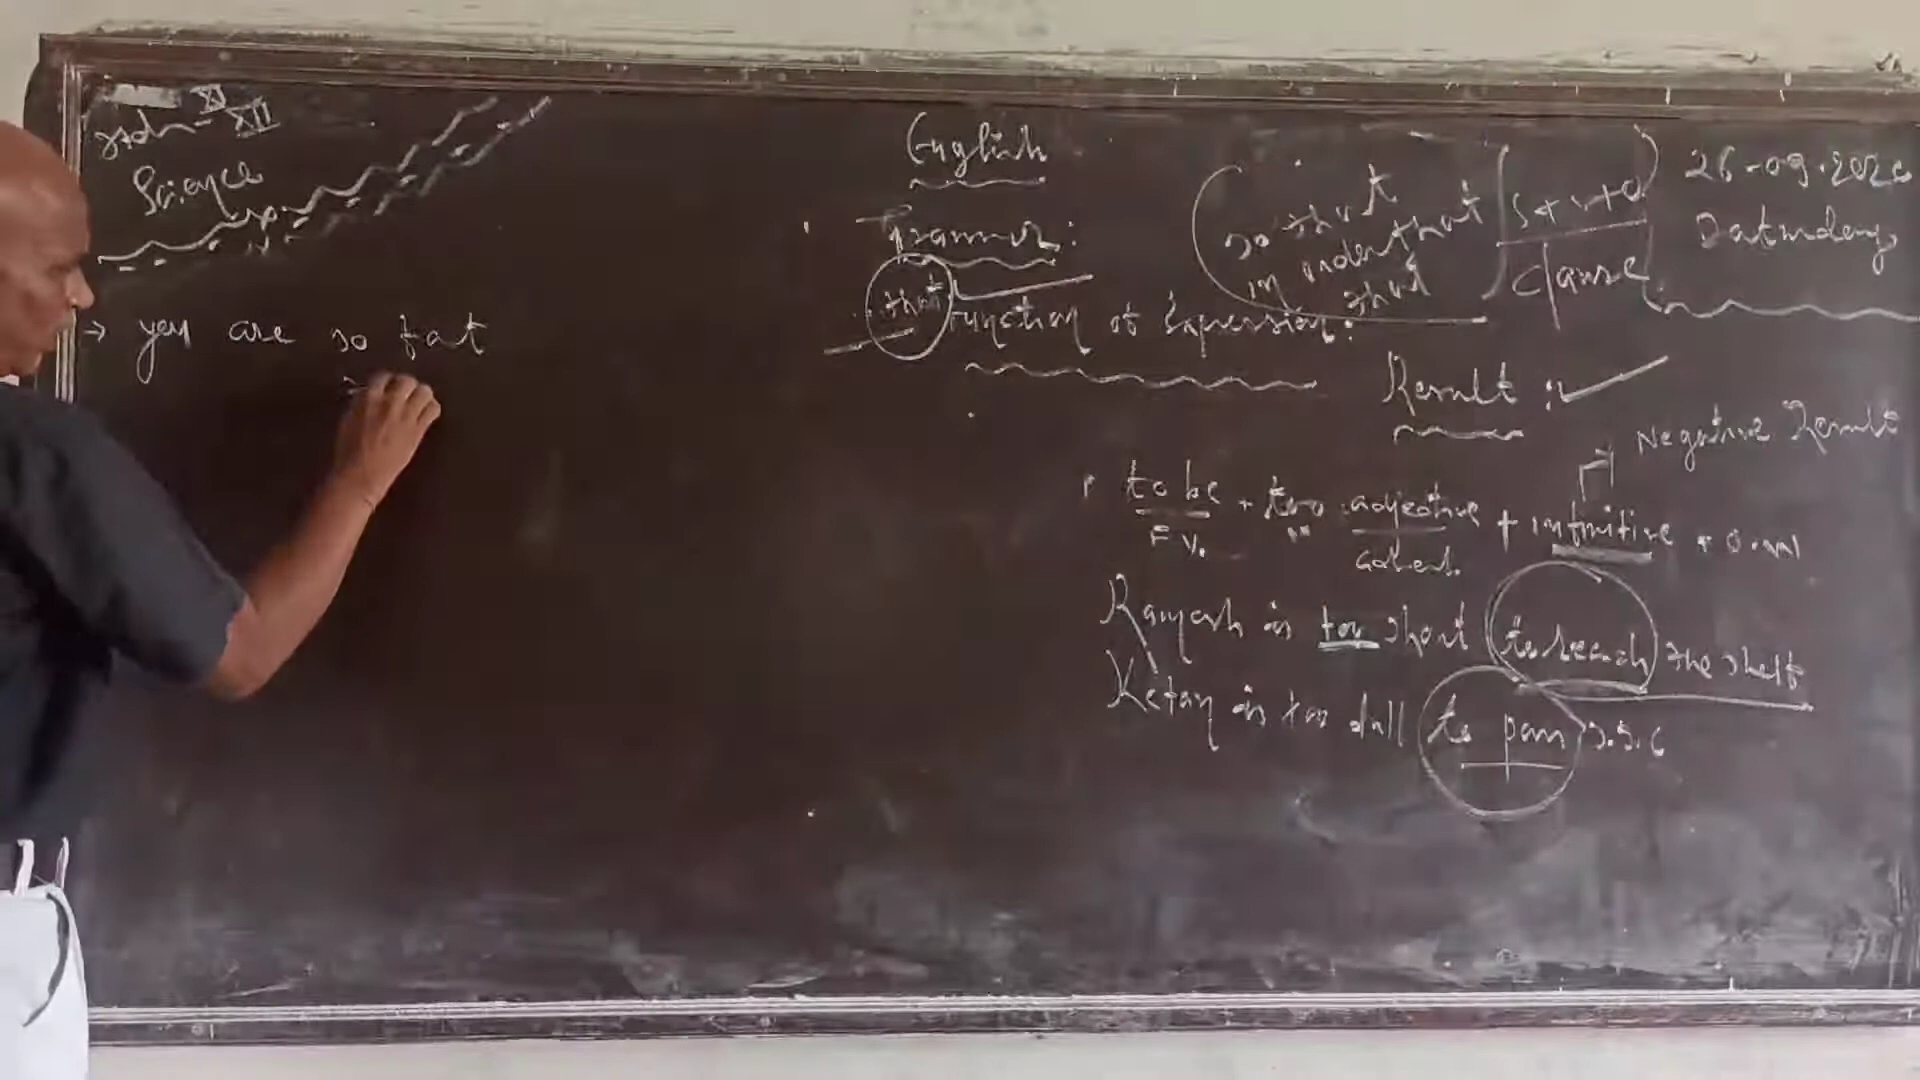 Std - XI
XII
Science
→ you are so fat
English
Grammer:
that
Function of Expression:
so that
in order that
that
S + V + O
Clause
26-09-2020
Saturday
Result :
Negative Result
to be + too adjective + infinitive + O.W
F V.
adverb.
Ramesh is too short to reach the shelf
Ketan is too dull to pass S.S.C